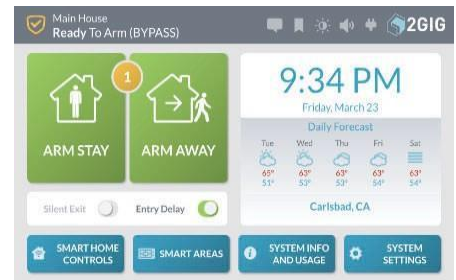 Main House
Ready To Arm (BYPASS)
2GIG
1
ARM STAY
ARM AWAY
Silent Exit
Entry Delay
9:34 PM
Friday, March 23
Daily Forecast
Tue Wed Thu Fri Sat
65° 63° 63° 63° 63°
51° 53° 53° 54° 54°
Carlsbad, CA
SMART HOME
CONTROLS
SMART AREAS
SYSTEM INFO
AND USAGE
SYSTEM
SETTINGS